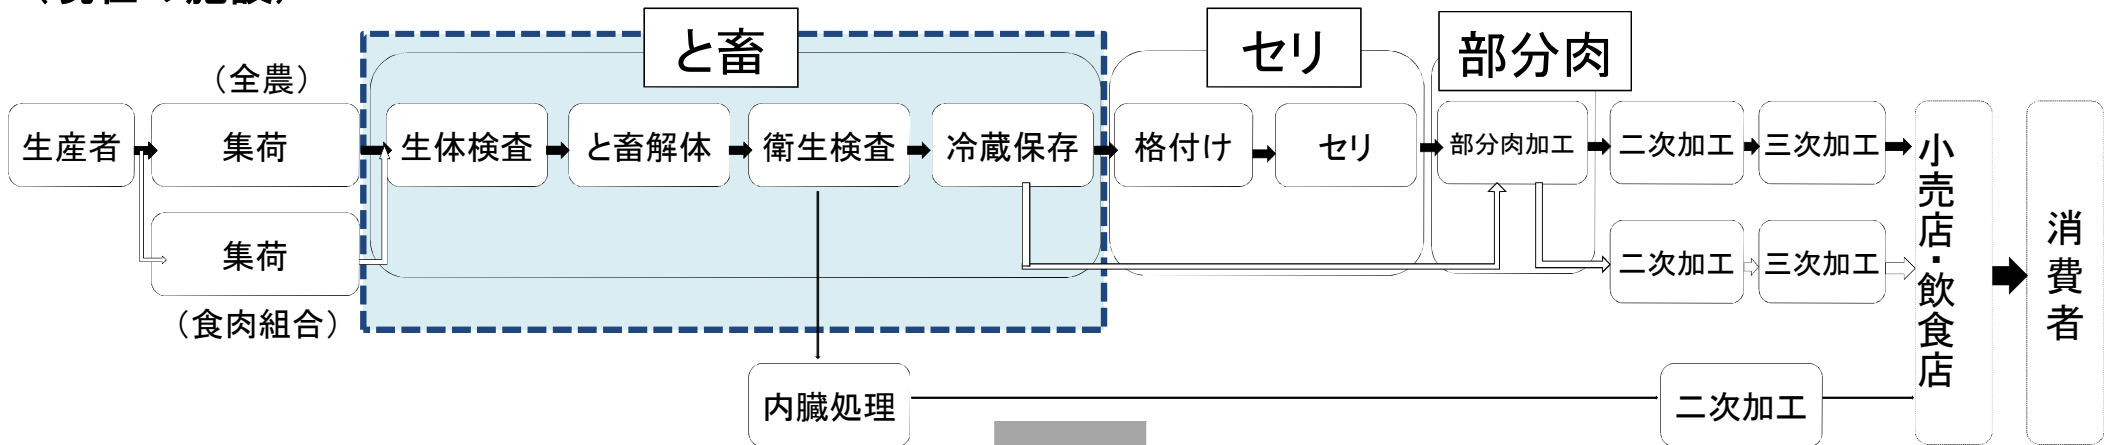 と畜
セリ
部分肉
（全農）
生産者
集荷
生体検査
と畜解体
衛生検査
冷蔵保存
格付け
セリ
部分肉加工
二次加工
三次加工
小売店・飲食店
消費者
集荷
二次加工
三次加工
（食肉組合）
内臓処理
二次加工